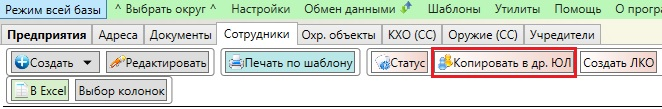 Режим всей базы ^ Выбрать округ ^ Настройки Обмен данными Шаблоны Утилиты Помощь О програ
Предприятия Адреса Документы Сотрудники Охр. объекты КХО (СС) Оружие (СС) Учредители
Создать Редактировать Печать по шаблону Статус Копировать в др. ЮЛ Создать ЛКО
В Excel Выбор колонок